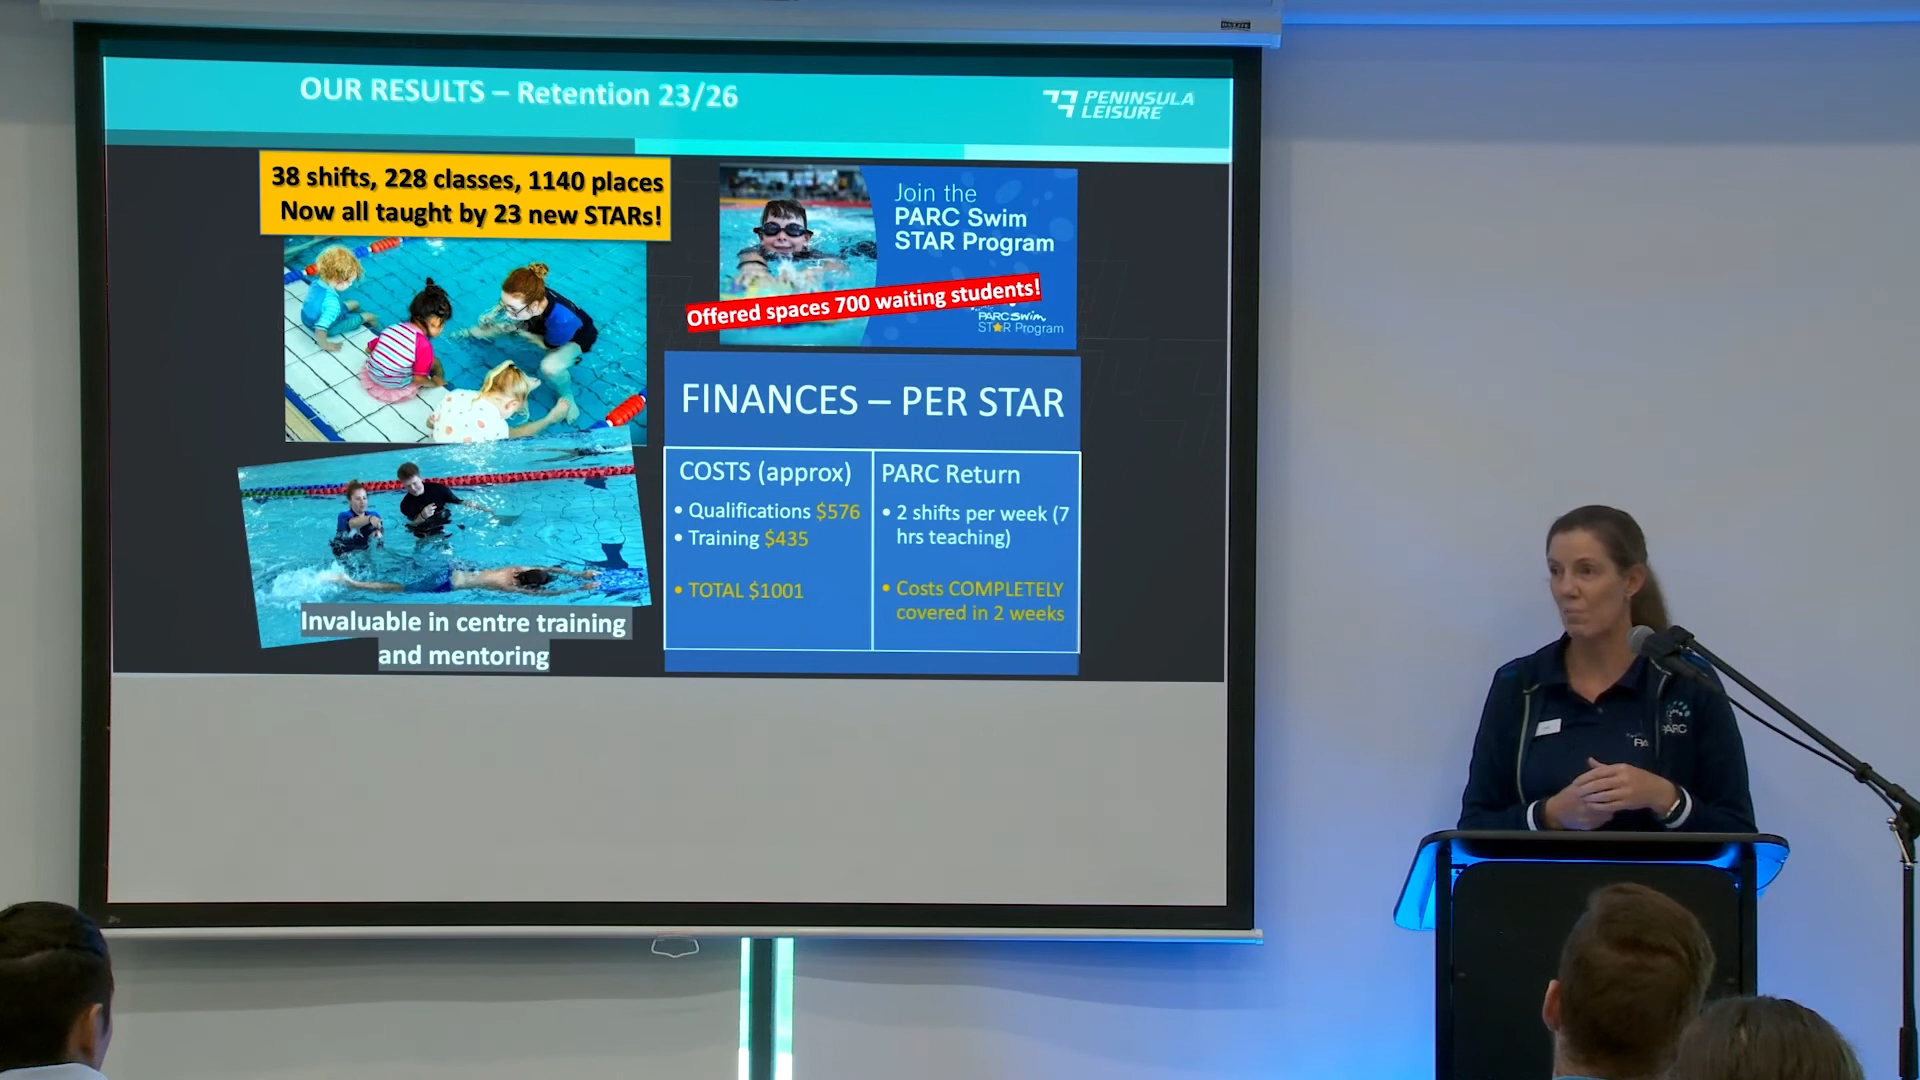 OUR RESULTS – Retention 23/26
PENINSULA
LEISURE
38 shifts, 228 classes, 1140 places
Now all taught by 23 new STARs!
Join the
PARC Swim
STAR Program
Offered spaces 700 waiting students!
PARC Swim
STAR Program
FINANCES – PER STAR
COSTS (approx)
• Qualifications $576
• Training $435
• TOTAL $1001
PARC Return
• 2 shifts per week (7
hrs teaching)
• Costs COMPLETELY
covered in 2 weeks
Invaluable in centre training
and mentoring
PARC